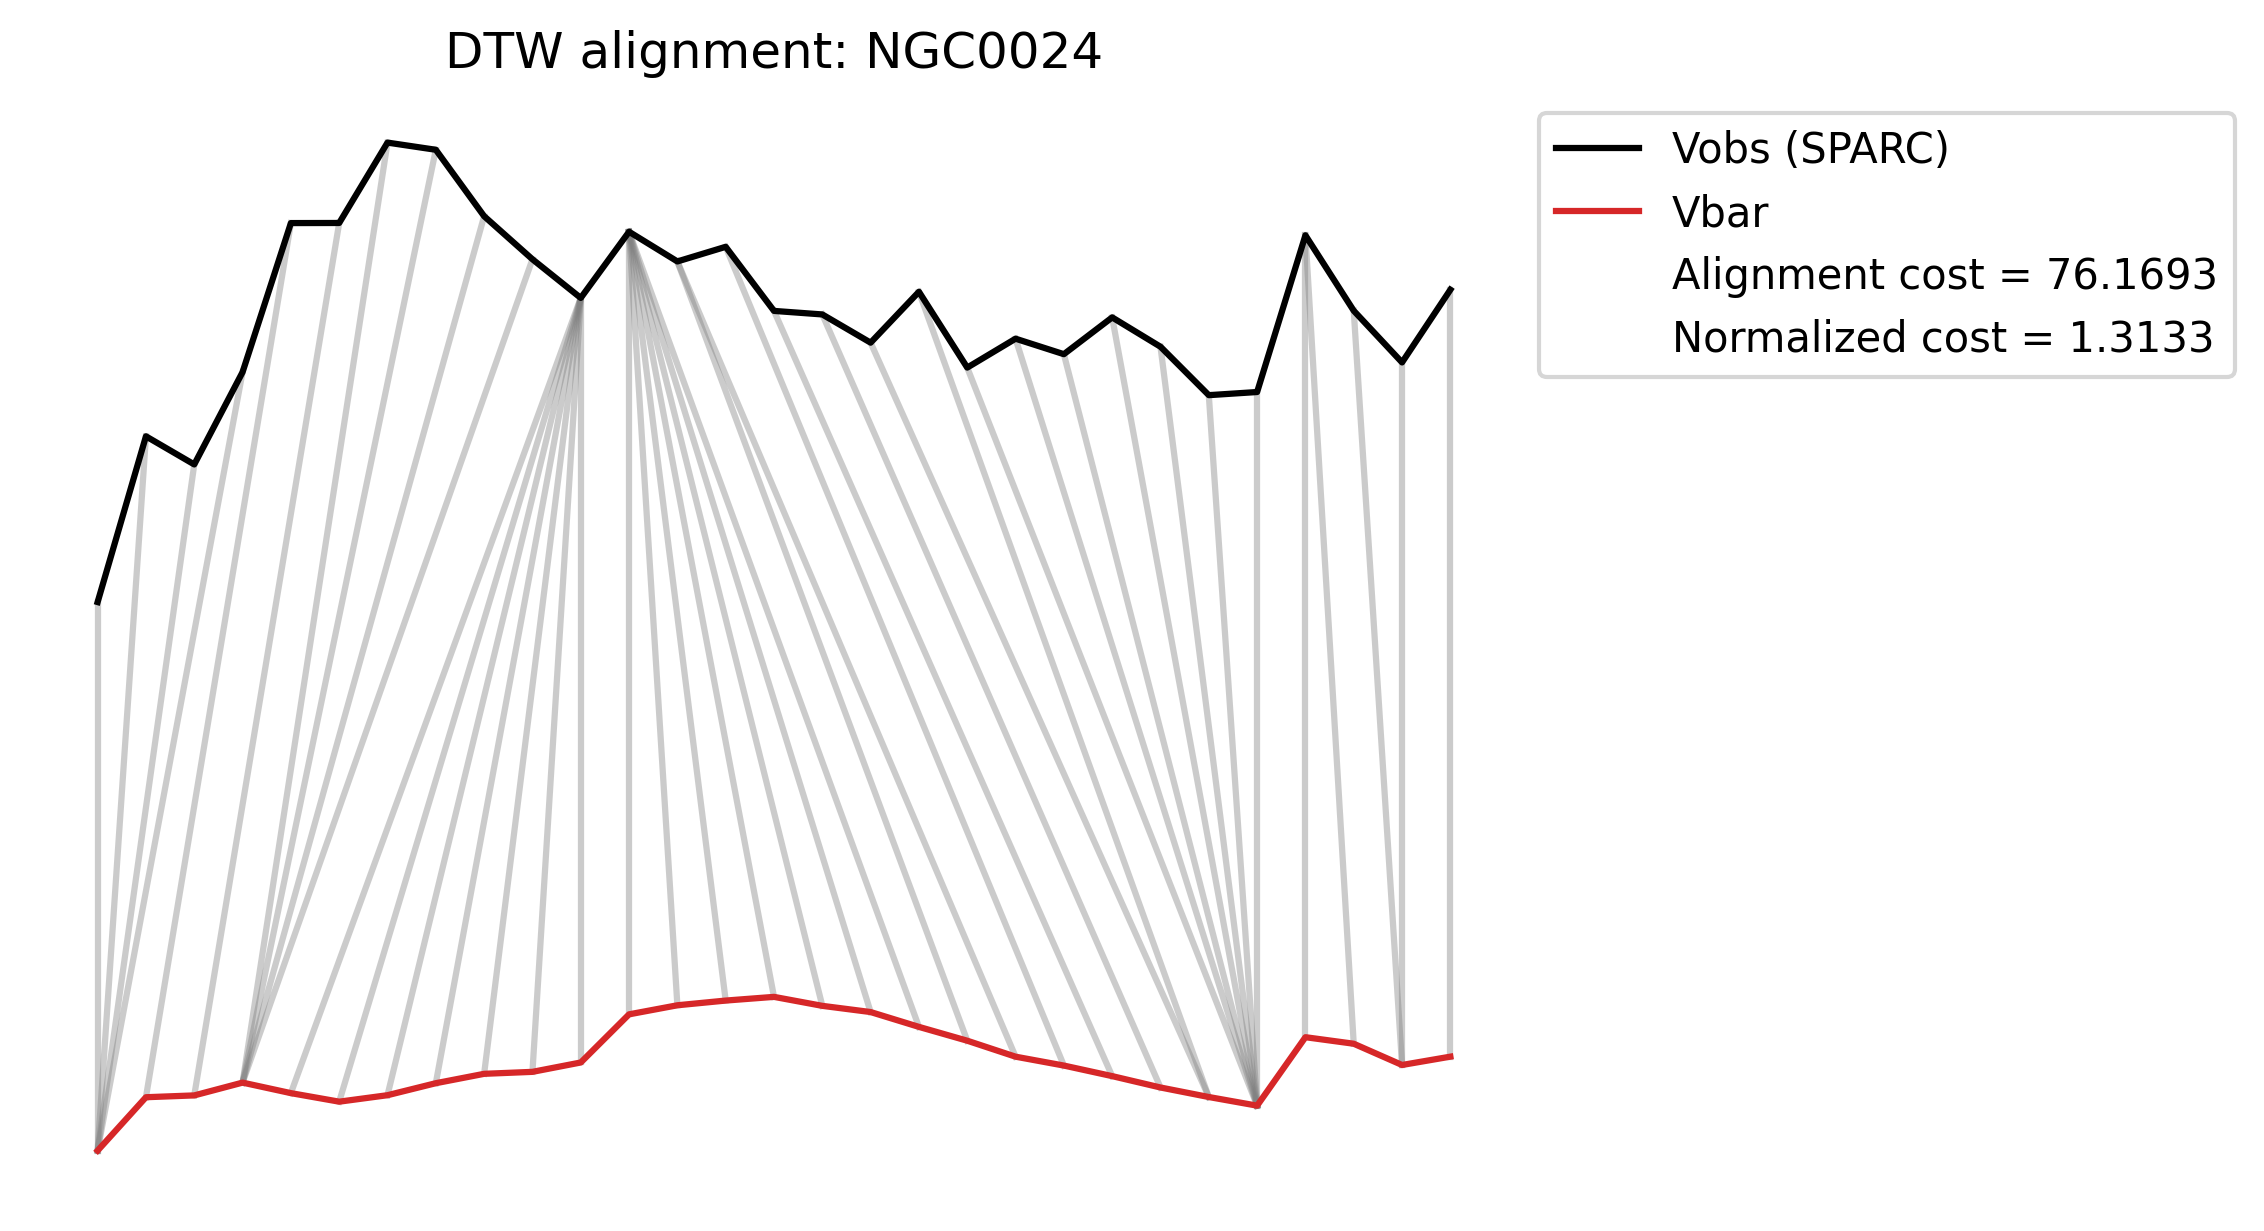 DTW alignment: NGC0024
Vobs (SPARC)
Vbar
Alignment cost = 76.1693
Normalized cost = 1.3133